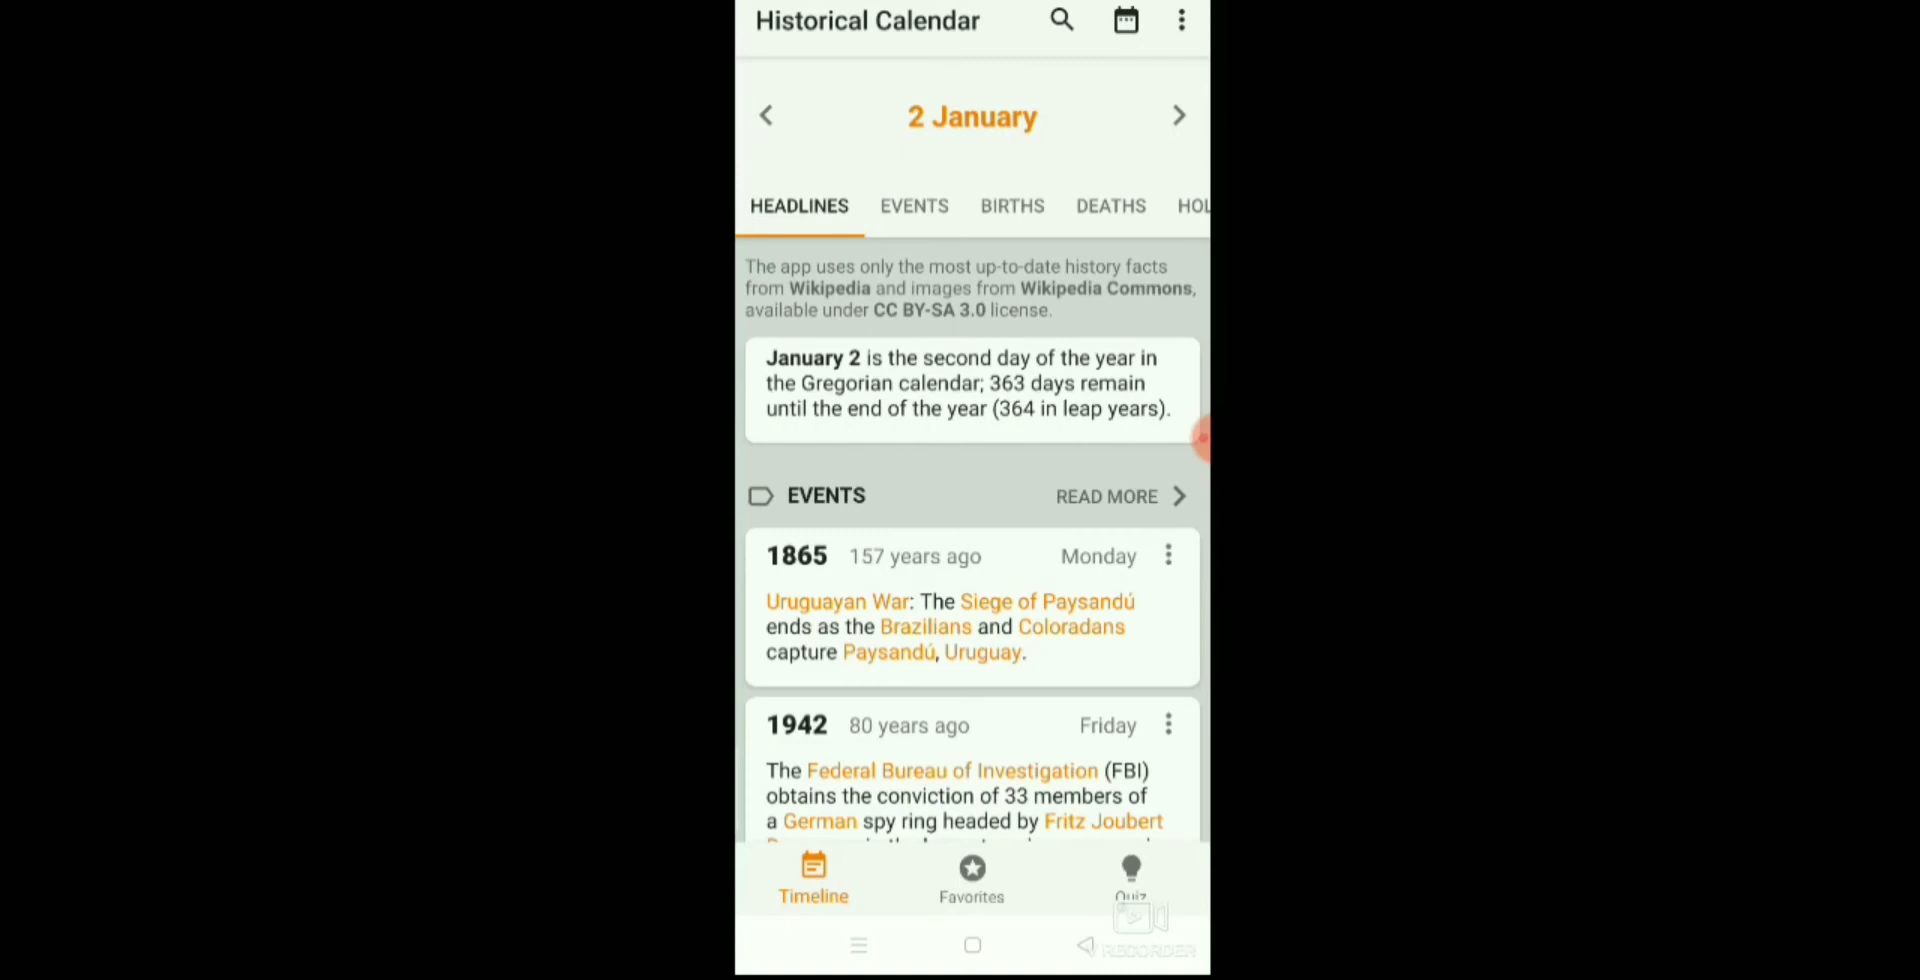 Historical Calendar
2 January
HEADLINES EVENTS BIRTHS DEATHS HOL
The app uses only the most up-to-date history facts
from Wikipedia and images from Wikipedia Commons,
available under CC BY-SA 3.0 license.
January 2 is the second day of the year in
the Gregorian calendar; 363 days remain
until the end of the year (364 in leap years).
EVENTS READ MORE
1865 157 years ago Monday
Uruguayan War: The Siege of Paysandú
ends as the Brazilians and Coloradans
capture Paysandú, Uruguay.
1942 80 years ago Friday
The Federal Bureau of Investigation (FBI)
obtains the conviction of 33 members of
a German spy ring headed by Fritz Joubert
Timeline Favorites Quiz
RECORDER